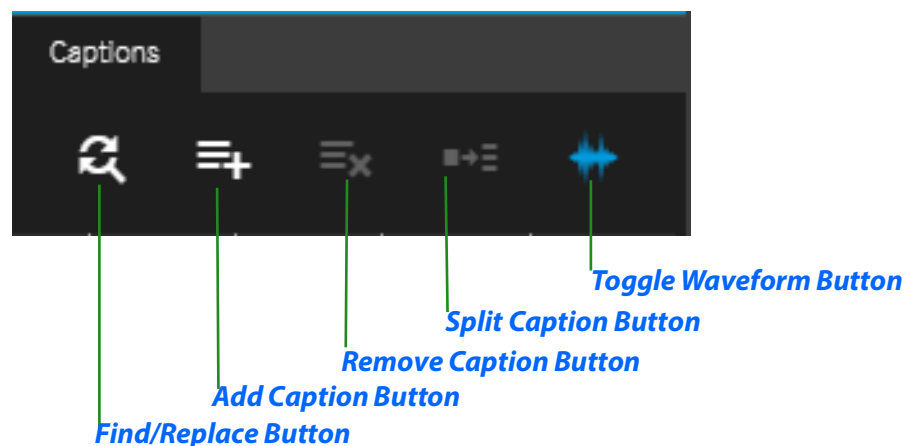 Captions
Toggle Waveform Button
Split Caption Button
Remove Caption Button
Add Caption Button
Find/Replace Button